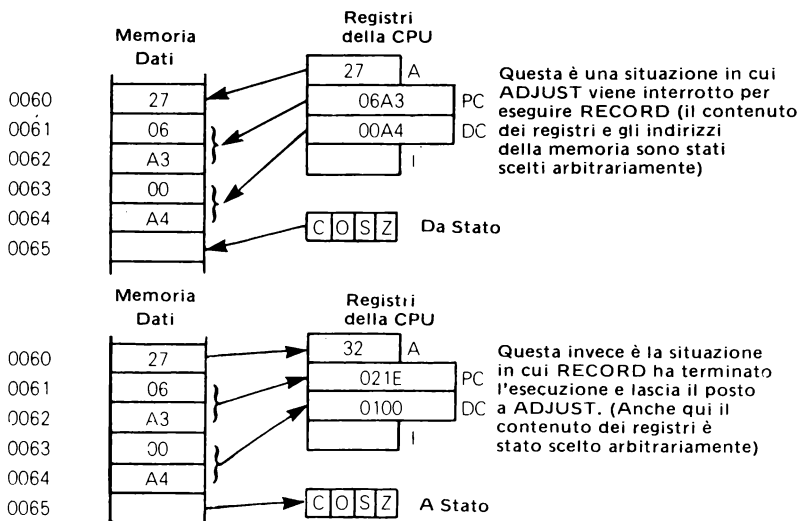 Memoria
Dati
Registri
della CPU
27 A
0060 27
06A3 PC
0061 06
00A4 DC
0062 A3
I
0063 00
0064 A4
C O S Z Da Stato
0065
Questa è una situazione in cui
ADJUST viene interrotto per
eseguire RECORD (il contenuto
dei registri e gli indirizzi
della memoria sono stati
scelti arbitrariamente)
Memoria
Dati
Registri
della CPU
32 A
0060 27
021E PC
0061 06
0100 DC
0062 A3
I
0063 00
0064 A4
C O S Z A Stato
0065
Questa invece è la situazione
in cui RECORD ha terminato
l'esecuzione e lascia il posto
a ADJUST. (Anche qui il
contenuto dei registri è
stato scelto arbitrariamente)